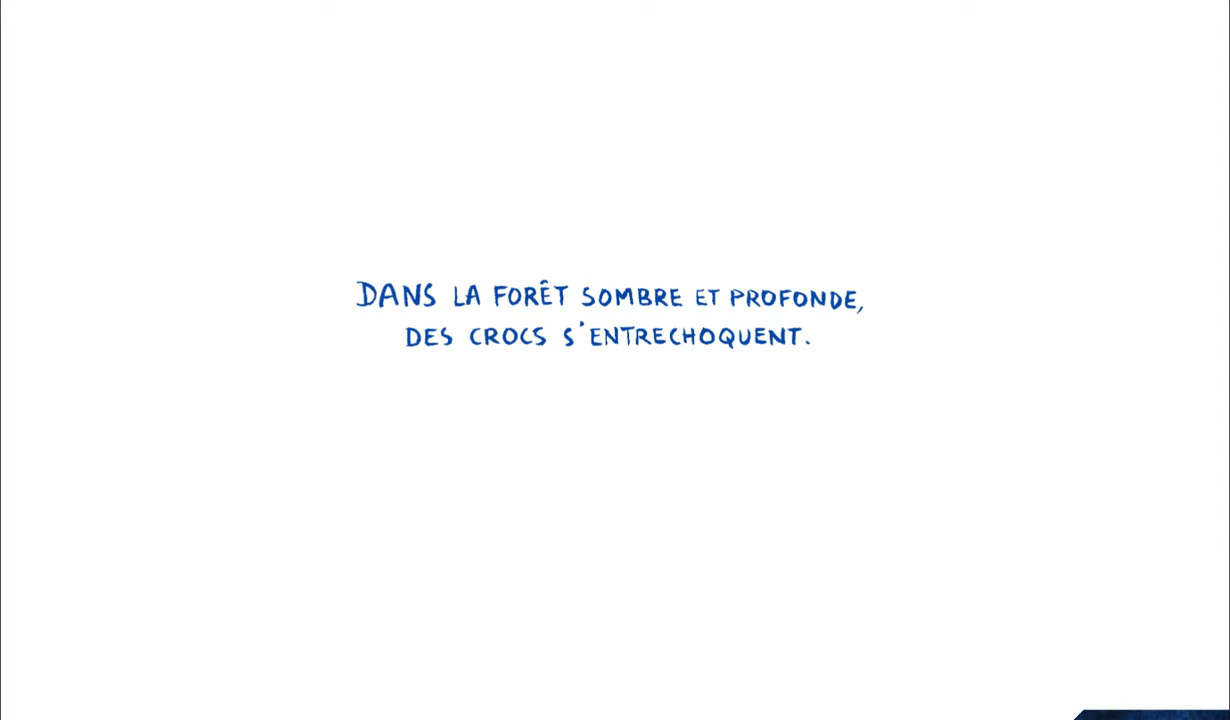 DANS LA FORÊT SOMBRE ET PROFONDE,
DES CROCS S'ENTRECHOQUENT.